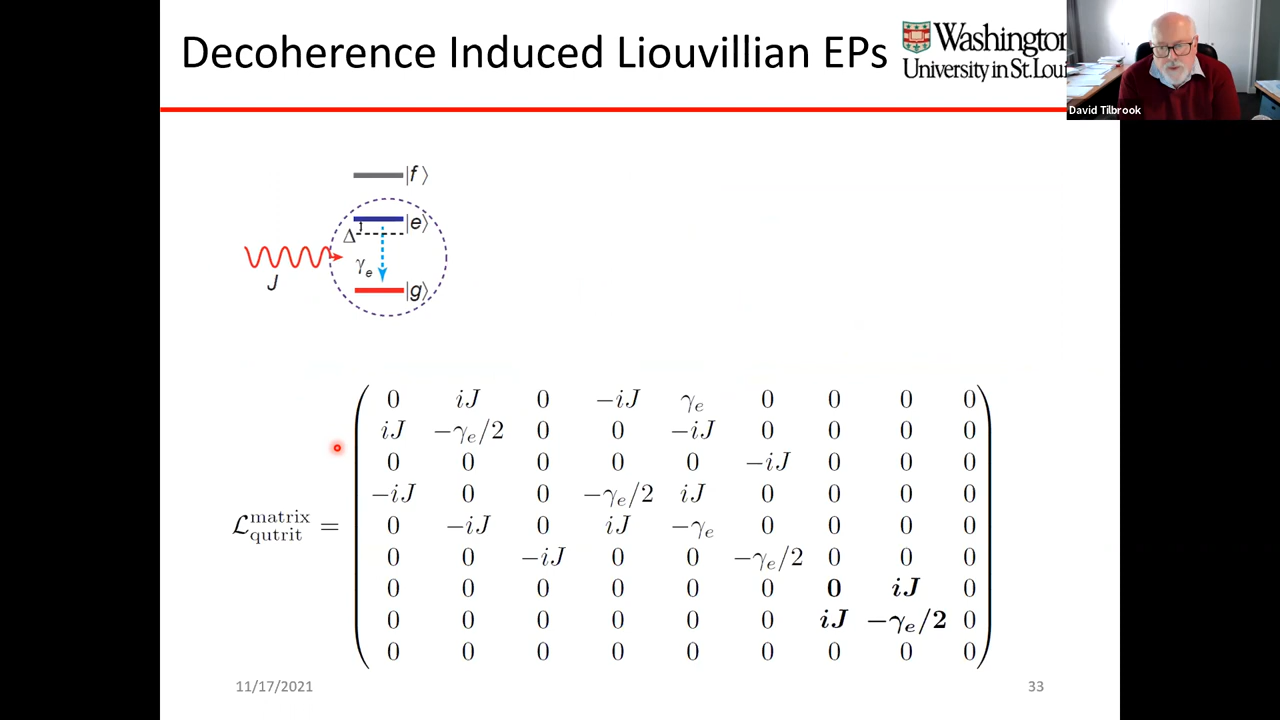 Decoherence Induced Liouvillian EPs
Washington
University in St.Loui
David Tilbrook
|f⟩
|e⟩
Δ
γₑ
J
|g⟩
ℒ^matrix_qutrit =
0 iJ 0 −iJ γₑ 0 0 0 0
iJ −γₑ/2 0 0 −iJ 0 0 0 0
0 0 0 0 0 −iJ 0 0 0
−iJ 0 0 −γₑ/2 iJ 0 0 0 0
0 −iJ 0 iJ −γₑ 0 0 0 0
0 0 −iJ 0 0 −γₑ/2 0 0 0
0 0 0 0 0 0 0 iJ 0
0 0 0 0 0 0 iJ −γₑ/2 0
0 0 0 0 0 0 0 0 0
11/17/2021
33